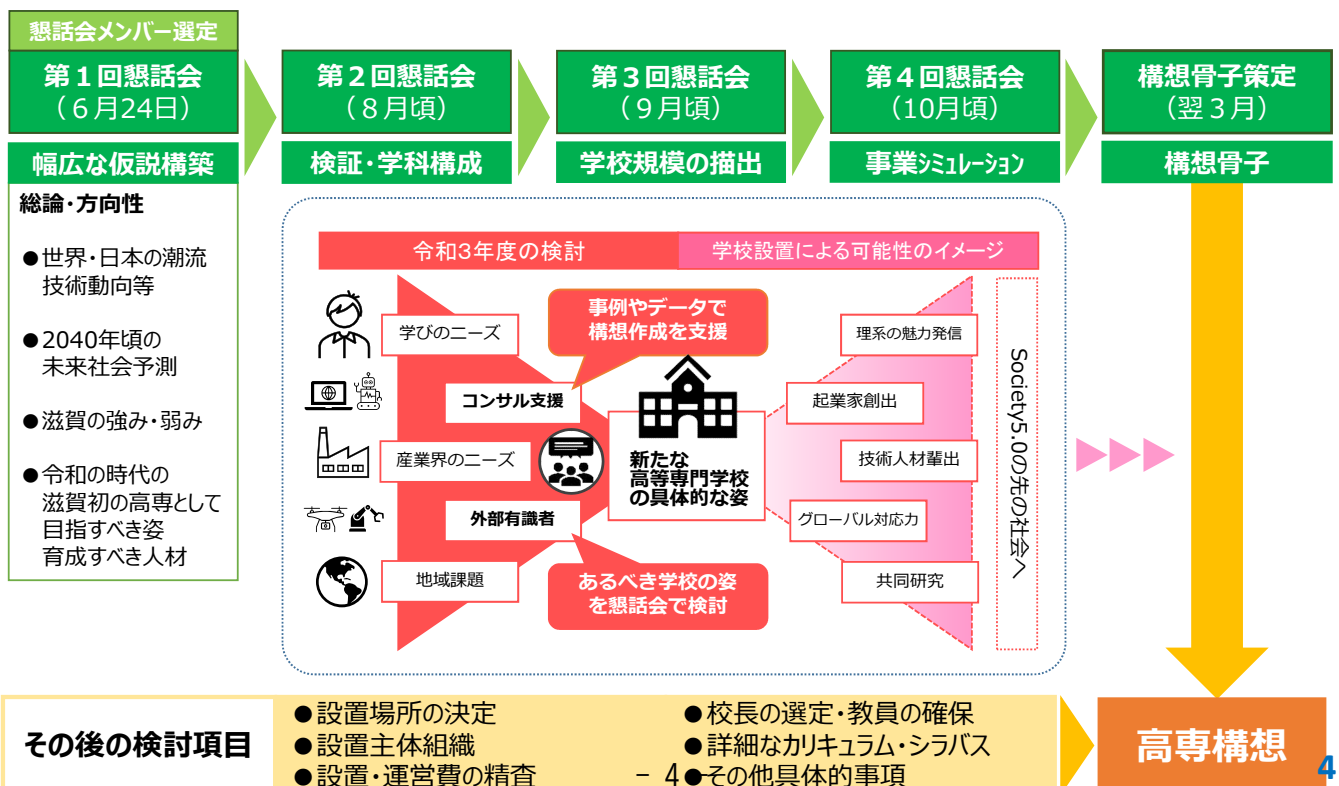 懇話会メンバー選定
第1回懇話会
（6月24日）
第2回懇話会
（8月頃）
第3回懇話会
（9月頃）
第4回懇話会
（10月頃）
構想骨子策定
（翌3月）
幅広な仮説構築
検証・学科構成
学校規模の描出
事業ｼﾐｭﾚｰｼｮﾝ
構想骨子
総論・方向性
●世界・日本の潮流
技術動向等
●2040年頃の
未来社会予測
●滋賀の強み・弱み
●令和の時代の
滋賀初の高専として
目指すべき姿
育成すべき人材
令和3年度の検討
学校設置による可能性のイメージ
学びのニーズ
コンサル支援
産業界のニーズ
外部有識者
地域課題
事例やデータで
構想作成を支援
新たな
高等専門学校
の具体的な姿
あるべき学校の姿
を懇話会で検討
理系の魅力発信
起業家創出
技術人材輩出
グローバル対応力
共同研究
Society5.0の先の社会へ
その後の検討項目
●設置場所の決定
●設置主体組織
●設置・運営費の精査
●校長の選定・教員の確保
●詳細なカリキュラム・シラバス
●その他具体的事項
高専構想
- 4
4